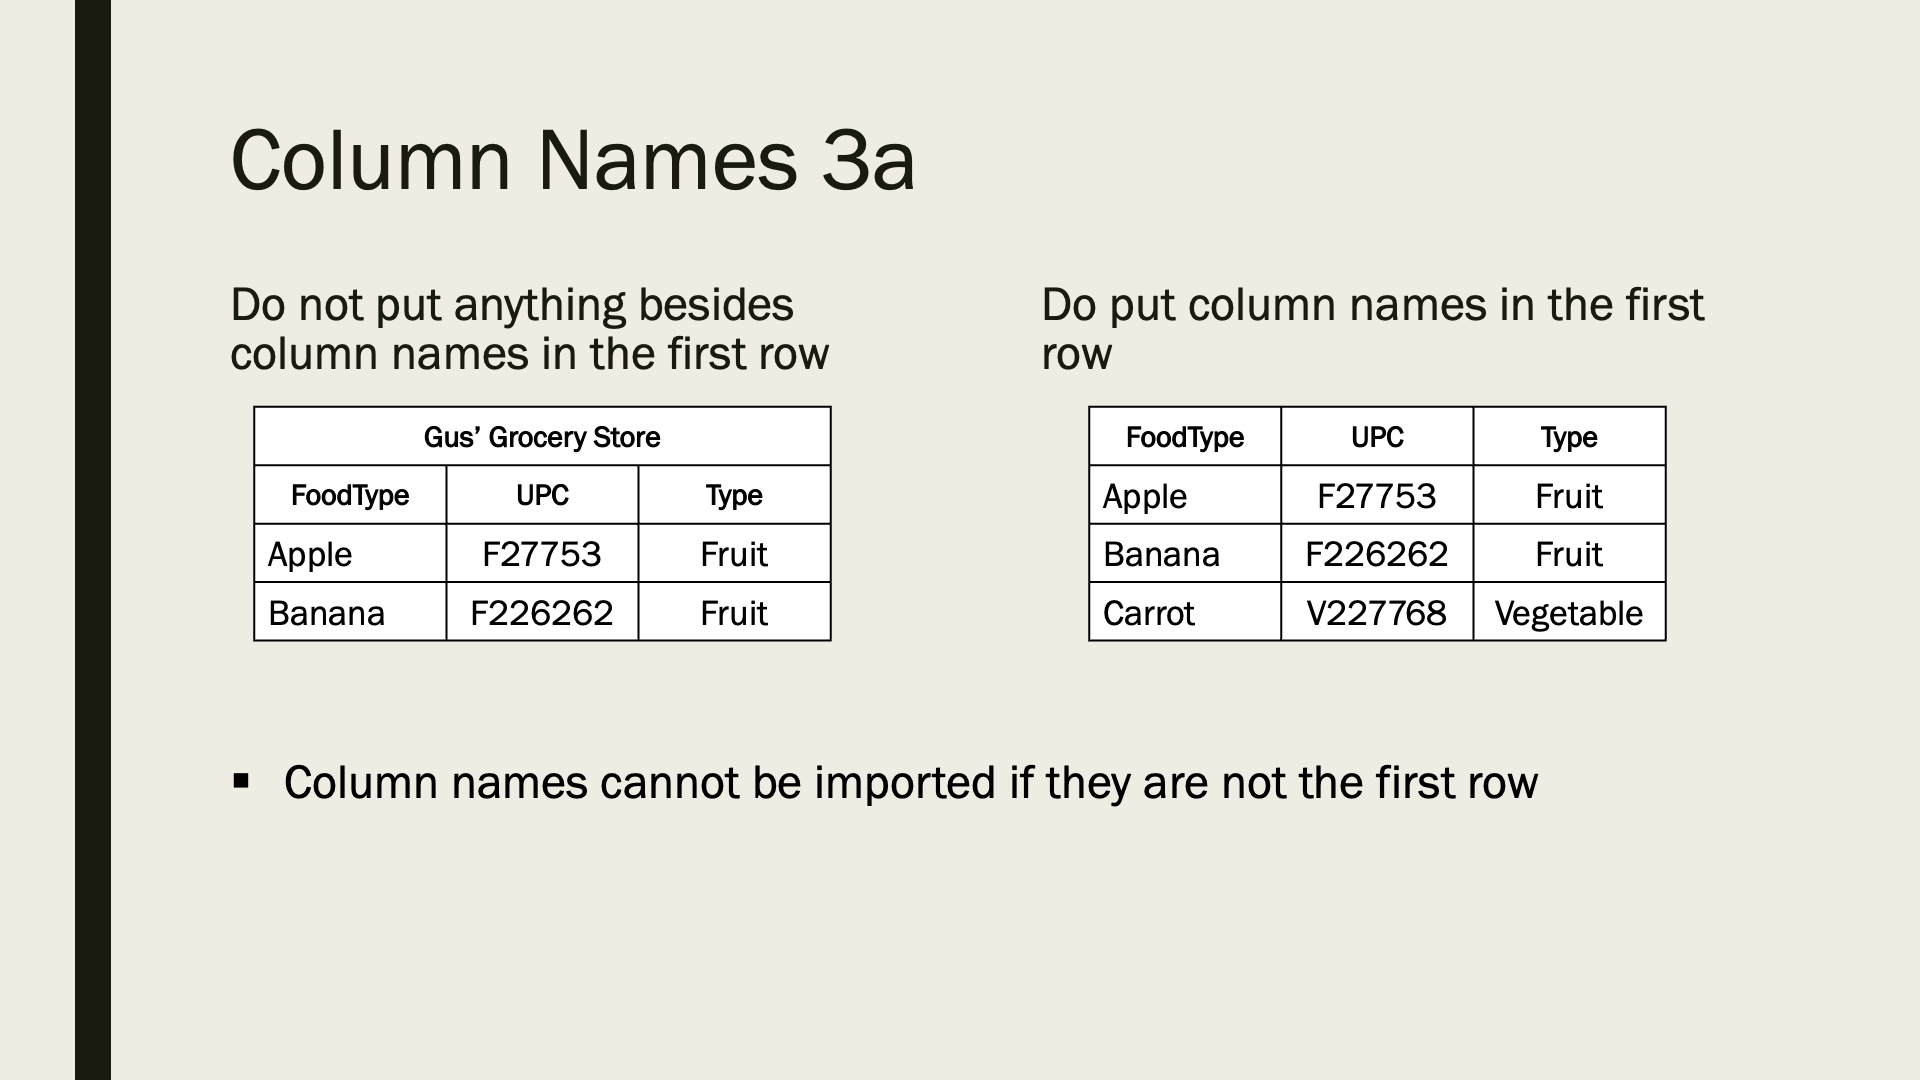 Column Names 3a
Do not put anything besides
column names in the first row
Gus’ Grocery Store
FoodType UPC Type
Apple F27753 Fruit
Banana F226262 Fruit
Do put column names in the first
row
FoodType UPC Type
Apple F27753 Fruit
Banana F226262 Fruit
Carrot V227768 Vegetable
▪ Column names cannot be imported if they are not the first row